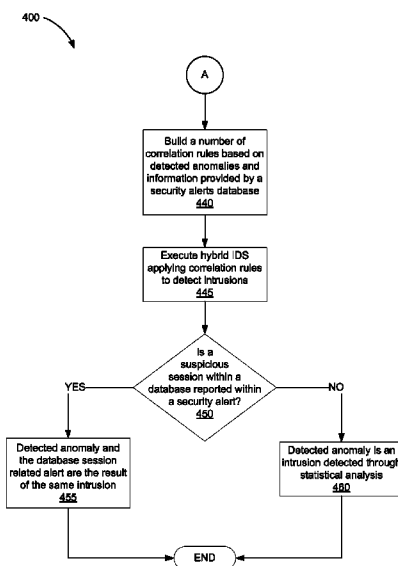 400
A
Build a number of
correlation rules based on
detected anomalies and
information provided by a
security alerts database
440
Execute hybrid IDS
applying correlation rules
to detect intrusions
445
Is a
suspicious
session within a
database reported within
a security alert?
450
YES
NO
Detected anomaly and
the database session
related alert are the result
of the same intrusion
455
Detected anomaly is an
intrusion detected through
statistical analysis
460
END